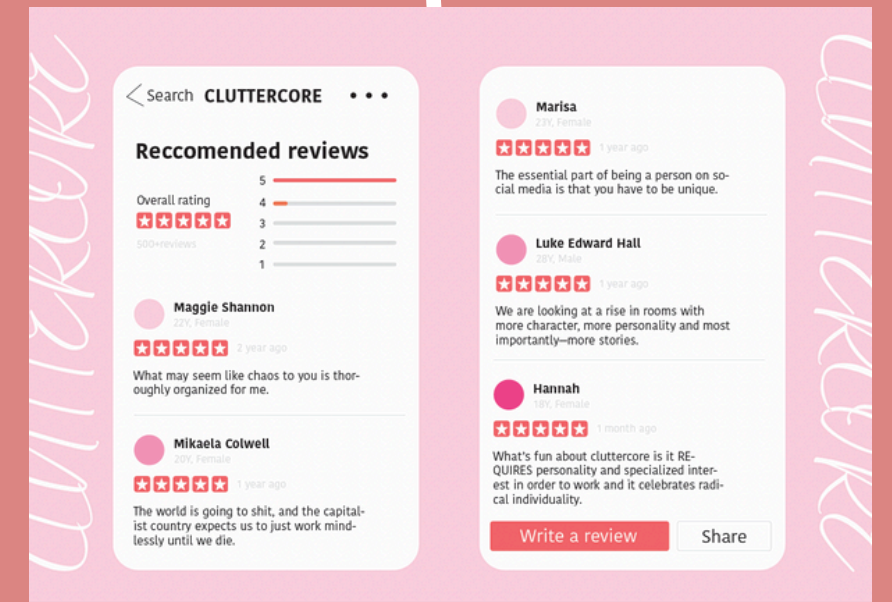 Search CLUTTERCORE
Reccomended reviews
5
Overall rating
4
3
500+reviews
2
1
Maggie Shannon
22Y, Female
2 year ago
What may seem like chaos to you is thor-
oughly organized for me.
Mikaela Colwell
20Y, Female
1 year ago
The world is going to shit, and the capital-
ist country expects us to just work mind-
lessly until we die.
Marisa
23Y, Female
1 year ago
The essential part of being a person on so-
cial media is that you have to be unique.
Luke Edward Hall
28Y, Male
1 year ago
We are looking at a rise in rooms with
more character, more personality and most
importantly—more stories.
Hannah
18Y, Female
1 month ago
What's fun about cluttercore is it RE-
QUIRES personality and specialized inter-
est in order to work and it celebrates radi-
cal individuality.
Write a review
Share